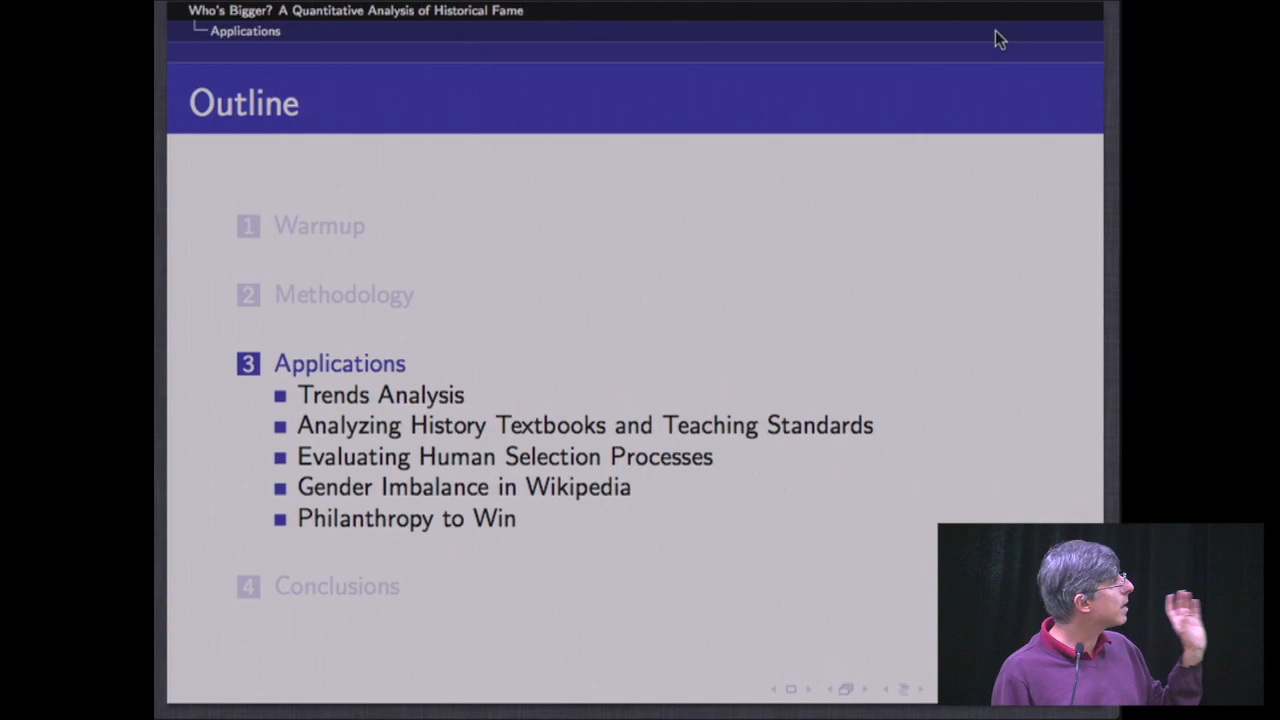 Who's Bigger? A Quantitative Analysis of Historical Fame
Applications
Outline
1 Warmup
2 Methodology
3 Applications
Trends Analysis
Analyzing History Textbooks and Teaching Standards
Evaluating Human Selection Processes
Gender Imbalance in Wikipedia
Philanthropy to Win
4 Conclusions